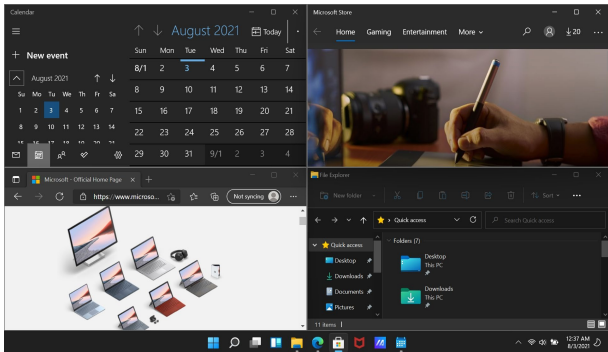 Calendar
August 2021
Today
New event
Sun Mon Tue Wed Thu Fri Sat
8/1 2 3 4 5 6 7
8 9 10 11 12 13 14
15 16 17 18 19 20 21
22 23 24 25 26 27 28
29 30 31 9/1 2 3 4
August 2021
Su Mo Tu We Th Fr Sa
1 2 3 4 5 6 7
8 9 10 11 12 13 14
Microsoft Store
Home Gaming Entertainment More
20
Microsoft - Official Home Page
https://www.microso...
Not syncing
File Explorer
New folder
Sort
Quick access
Search Quick access
Quick access
Desktop
Downloads
Documents
Pictures
Folders (7)
Desktop
This PC
Downloads
This PC
11 items
12:37 AM
8/3/2021